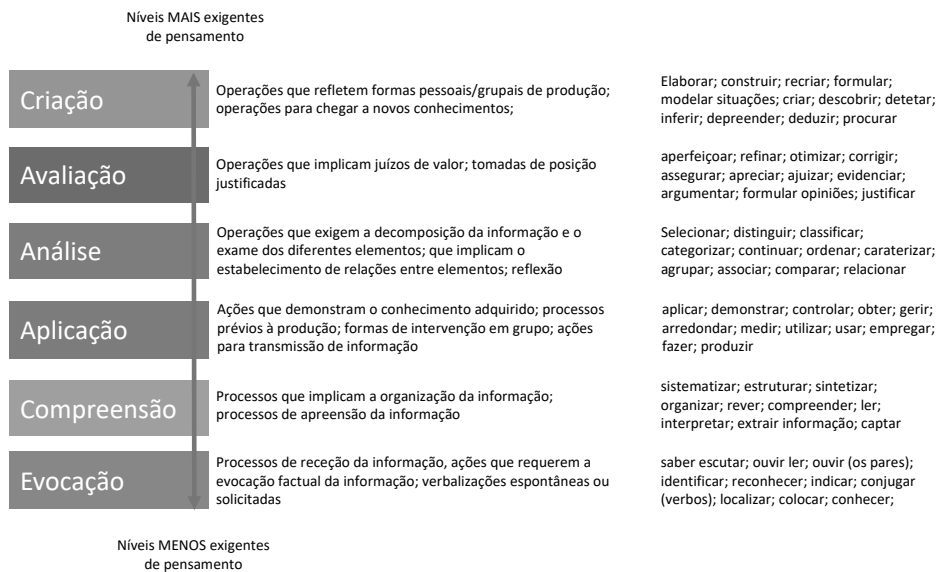 Níveis MAIS exigentes
de pensamento
Criação
Operações que refletem formas pessoais/grupais de produção;
operações para chegar a novos conhecimentos;
Elaborar; construir; recriar; formular;
modelar situações; criar; descobrir; detetar;
inferir; depreender; deduzir; procurar
Avaliação
Operações que implicam juízos de valor; tomadas de posição
justificadas
aperfeiçoar; refinar; otimizar; corrigir;
assegurar; apreciar; ajuizar; evidenciar;
argumentar; formular opiniões; justificar
Análise
Operações que exigem a decomposição da informação e o
exame dos diferentes elementos; que implicam o
estabelecimento de relações entre elementos; reflexão
Selecionar; distinguir; classificar;
categorizar; continuar; ordenar; caraterizar;
agrupar; associar; comparar; relacionar
Aplicação
Ações que demonstram o conhecimento adquirido; processos
prévios à produção; formas de intervenção em grupo; ações
para transmissão de informação
aplicar; demonstrar; controlar; obter; gerir;
arredondar; medir; utilizar; usar; empregar;
fazer; produzir
Compreensão
Processos que implicam a organização da informação;
processos de apreensão da informação
sistematizar; estruturar; sintetizar;
organizar; rever; compreender; ler;
interpretar; extrair informação; captar
Evocação
Processos de receção da informação, ações que requerem a
evocação factual da informação; verbalizações espontâneas ou
solicitadas
saber escutar; ouvir ler; ouvir (os pares);
identificar; reconhecer; indicar; conjugar
(verbos); localizar; colocar; conhecer;
Níveis MENOS exigentes
de pensamento